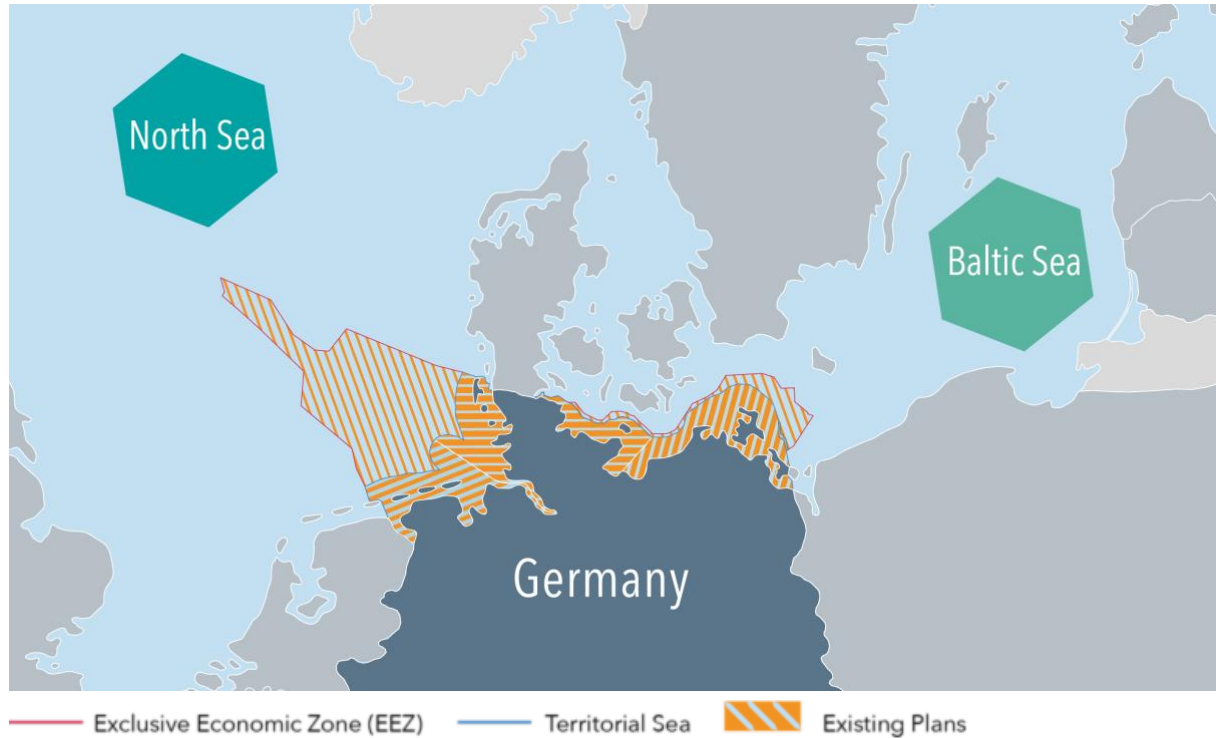 North Sea
Baltic Sea
Germany
Exclusive Economic Zone (EEZ)
Territorial Sea
Existing Plans